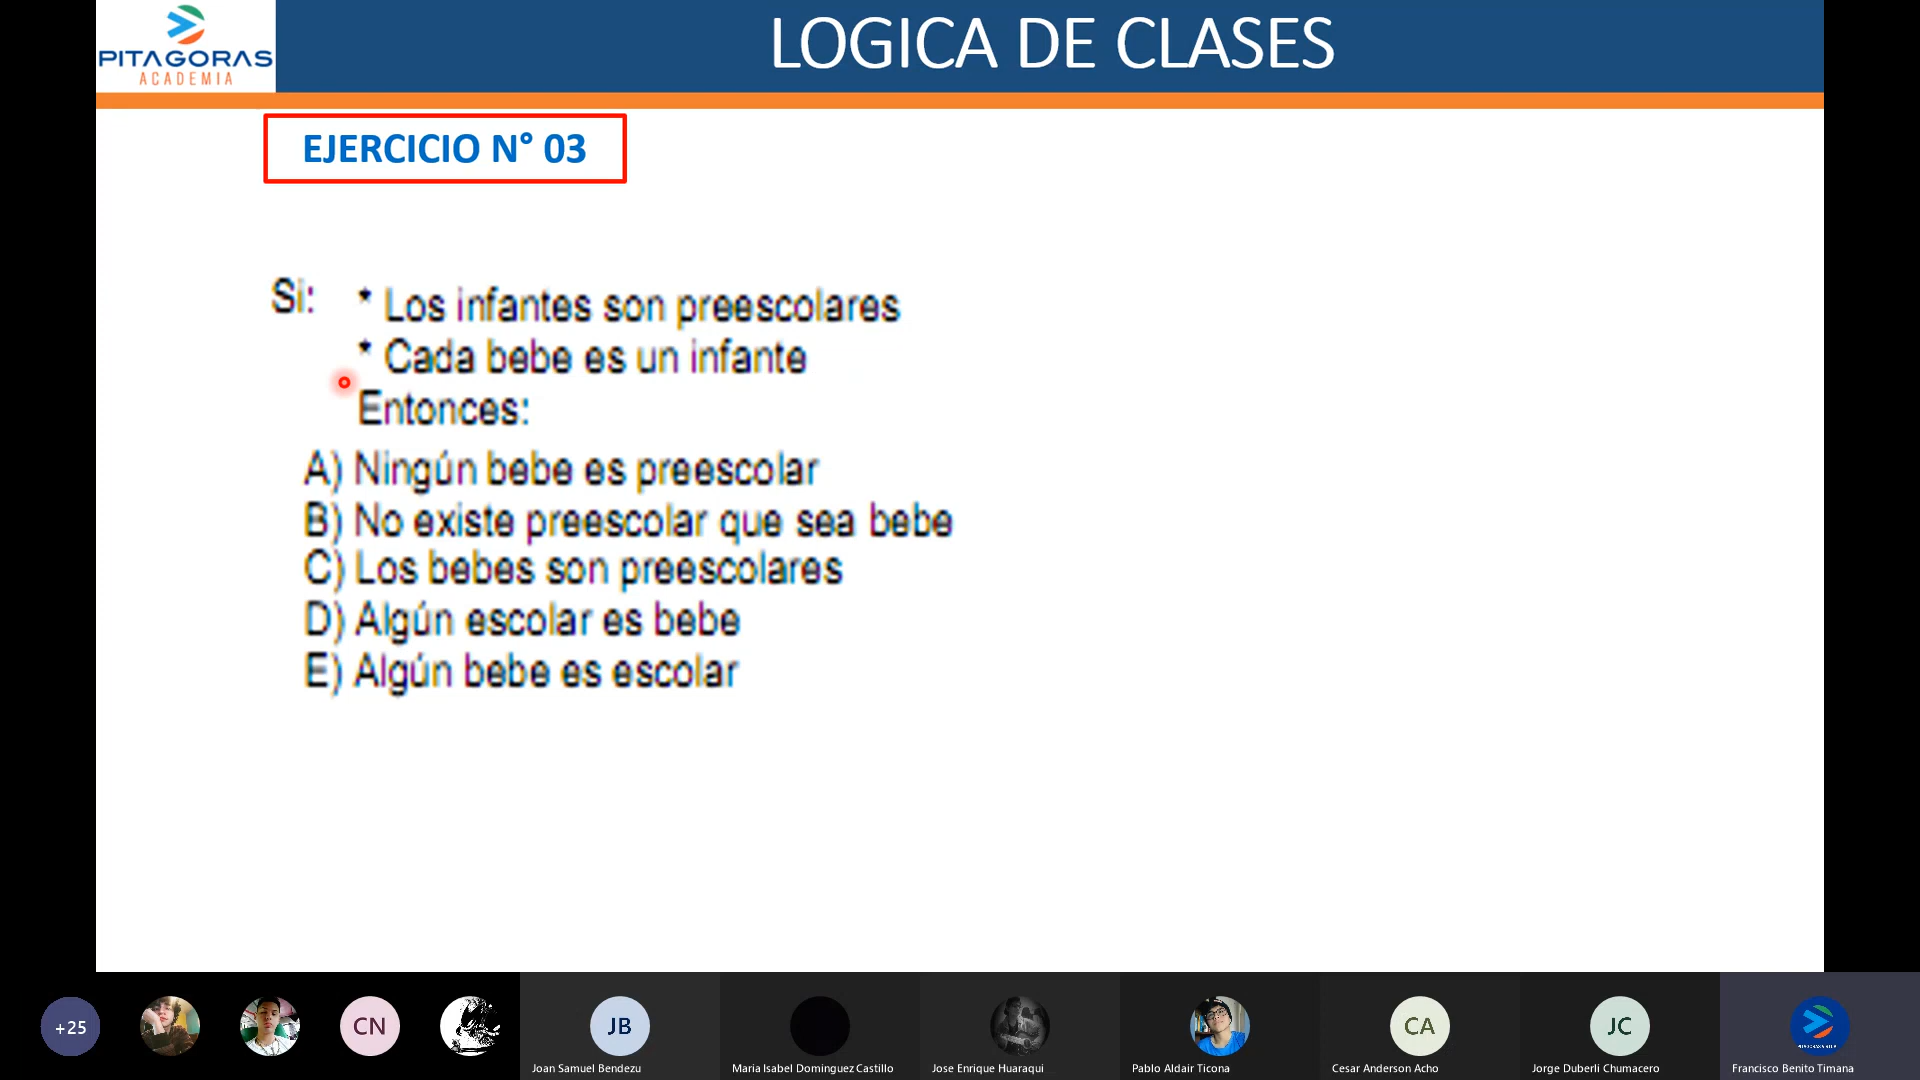 PITAGORAS
ACADEMIA
LOGICA DE CLASES
EJERCICIO N° 03
Si: * Los infantes son preescolares
* Cada bebe es un infante
Entonces:
A) Ningún bebe es preescolar
B) No existe preescolar que sea bebe
C) Los bebes son preescolares
D) Algún escolar es bebe
E) Algún bebe es escolar
+25
CN
JB
CA
JC
Joan Samuel Bendezu
Maria Isabel Dominguez Castillo
Jose Enrique Huaraqui
Pablo Aldair Ticona
Cesar Anderson Acho
Jorge Duberli Chumacero
Francisco Benito Timana